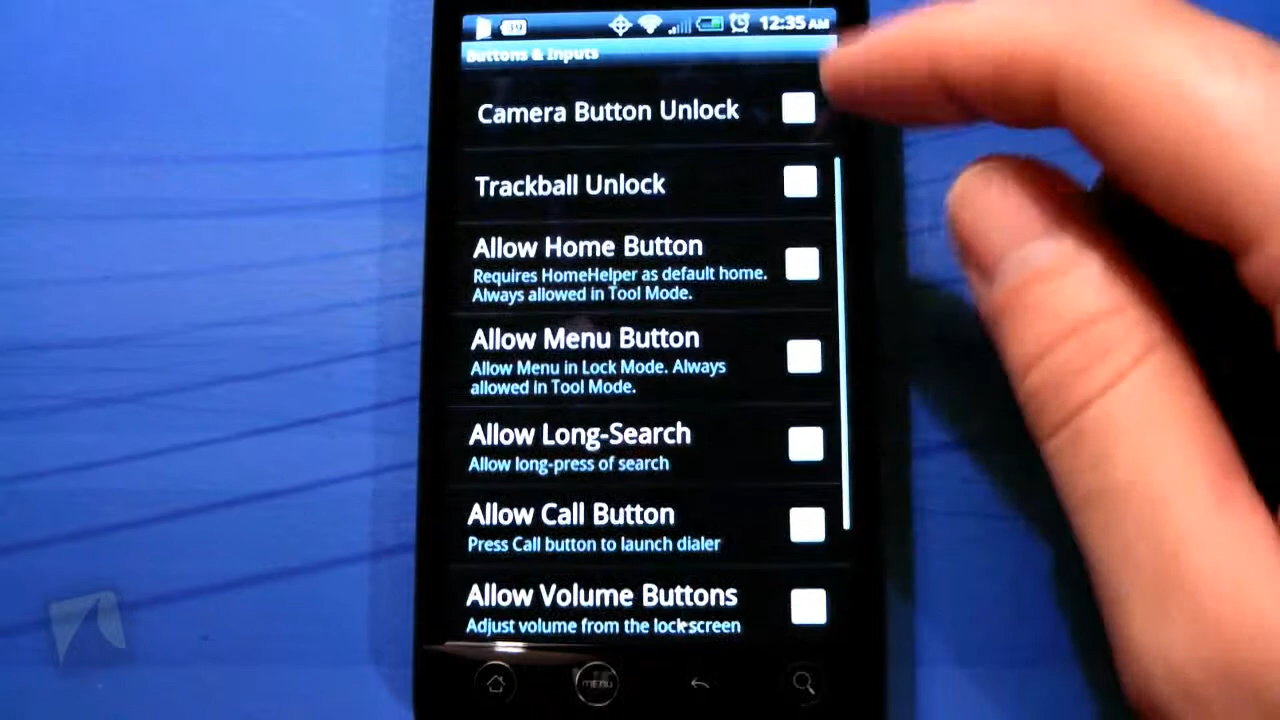 39 12:35 AM
Buttons & Inputs
Camera Button Unlock
Trackball Unlock
Allow Home Button
Requires HomeHelper as default home.
Always allowed in Tool Mode.
Allow Menu Button
Allow Menu in Lock Mode. Always
allowed in Tool Mode.
Allow Long-Search
Allow long-press of search
Allow Call Button
Press Call button to launch dialer
Allow Volume Buttons
Adjust volume from the lockscreen
MENU